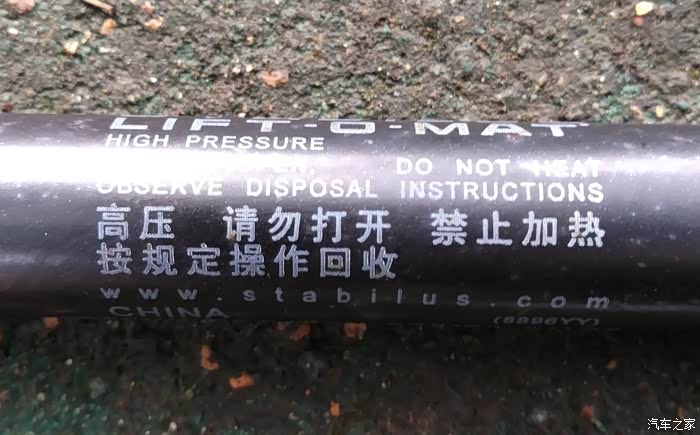 LIFT-O-MAT
HIGH PRESSURE
DO NOT HEAT
OBSERVE DISPOSAL INSTRUCTIONS
高压 请勿打开 禁止加热
按规定操作回收
www.stabilus.com
CHINA
汽车之家